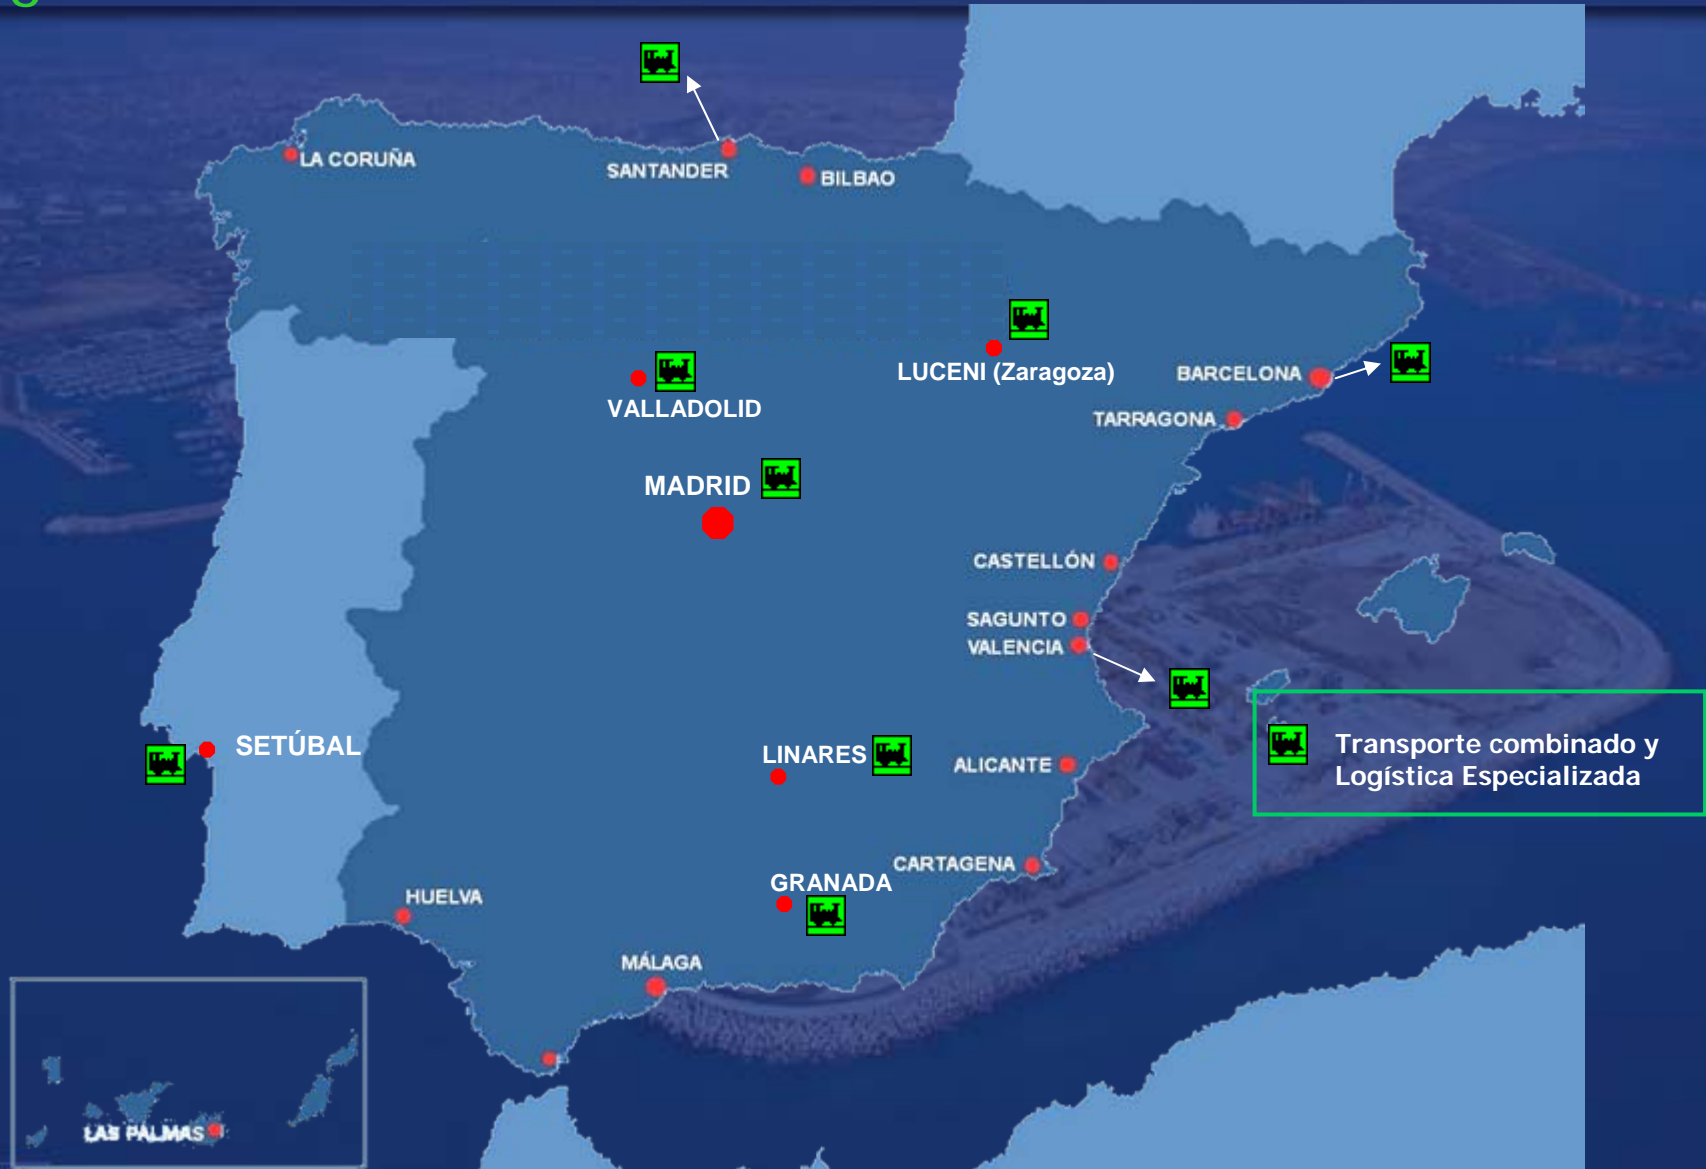 LA CORUÑA
SANTANDER
BILBAO
LUCENI (Zaragoza)
BARCELONA
VALLADOLID
TARRAGONA
MADRID
CASTELLÓN
SAGUNTO
VALENCIA
SETÚBAL
LINARES
ALICANTE
Transporte combinado y
Logística Especializada
CARTAGENA
GRANADA
HUELVA
MÁLAGA
LAS PALMAS